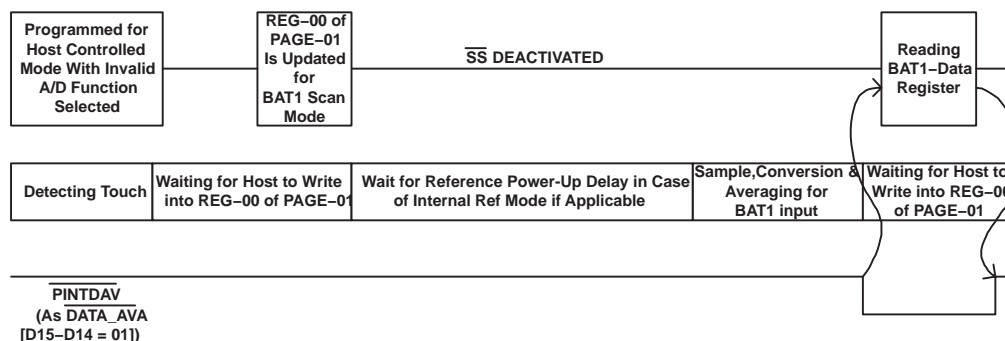 Programmed for
Host Controlled
Mode With Invalid
A/D Function
Selected
REG−00 of
PAGE−01
Is Updated
for
BAT1 Scan
Mode
SS DEACTIVATED
Reading
BAT1−Data
Register
Detecting Touch
Waiting for Host to Write
into REG−00 of PAGE−01
Wait for Reference Power-Up Delay in Case
of Internal Ref Mode if Applicable
Sample,Conversion &
Averaging for
BAT1 input
Waiting for Host to
Write into REG−00
of PAGE−01
PINTDAV
(As DATA_AVA
[D15−D14 = 01])